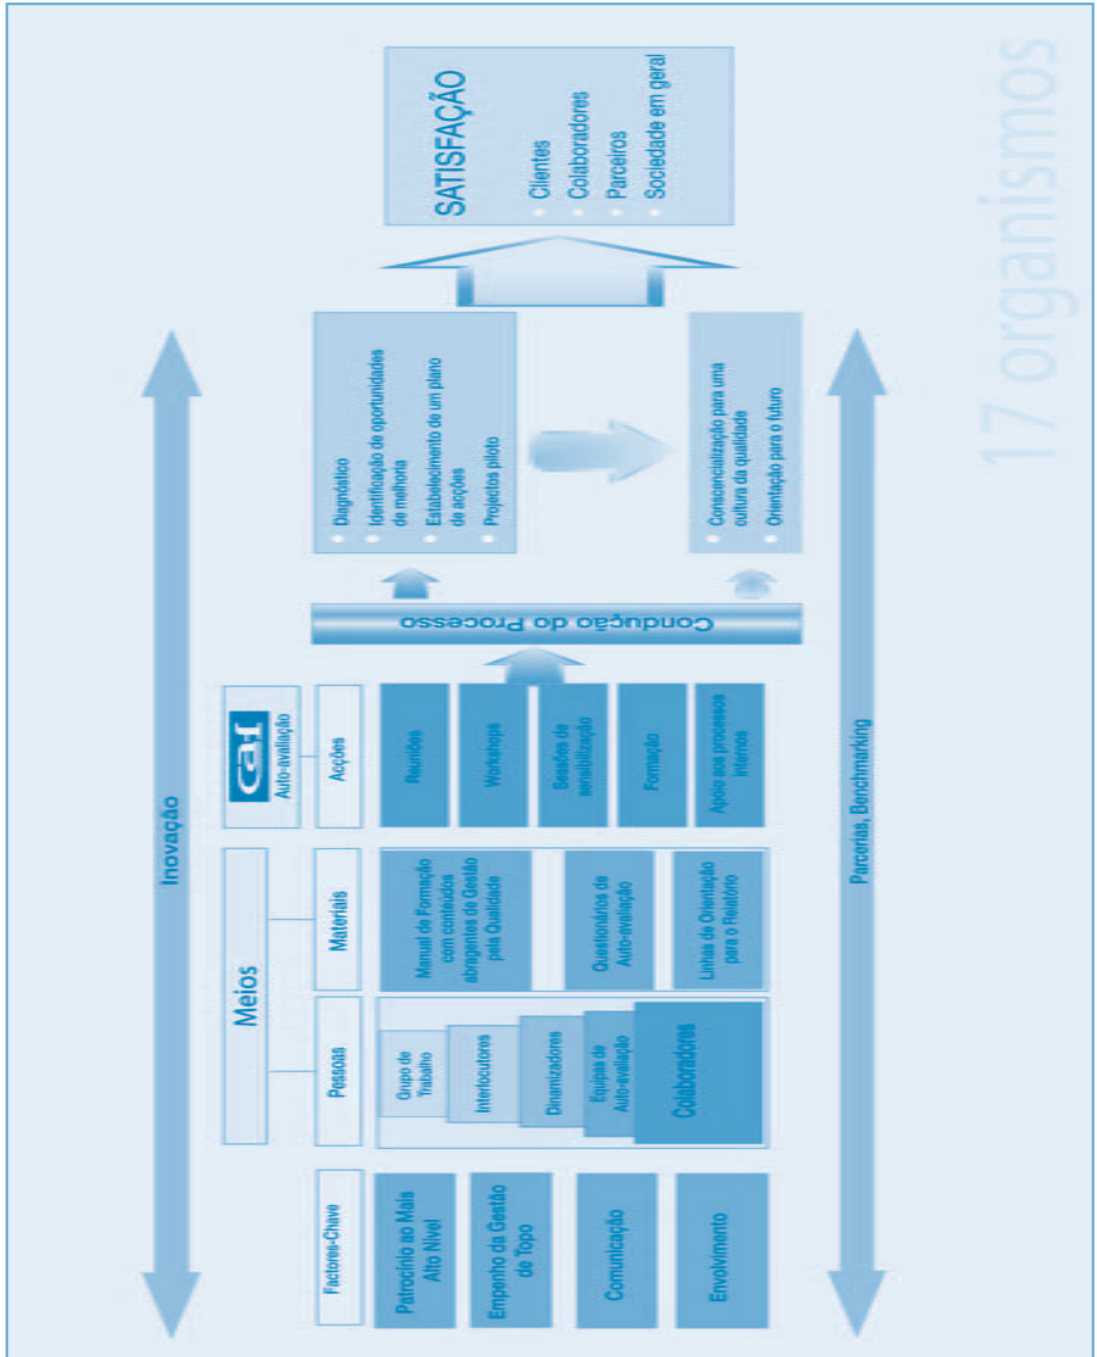 Inovação
Factores-Chave
Patrocínio ao Mais
Alto Nível
Empenho da Gestão
de Topo
Comunicação
Envolvimento
Meios
Pessoas
Grupo de
Trabalho
Interlocutores
Dinamizadores
Equipas de
Auto-avaliação
Colaboradores
Materiais
Manual de Formação
com conteúdos
abragentes de Gestão
pela Qualidade
Questionários de
Auto-avaliação
Linhas de Orientação
para o Relatório
caf
Auto-avaliação
Acções
Reuniões
Workshops
Sessões de
sensibilização
Formação
Apoio aos processos
internos
Condução do Processo
Diagnóstico
Identificação de oportunidades
de melhoria
Estabelecimento de um plano
de acções
Projectos piloto
Conscencialização para uma
cultura da qualidade
Orientação para o futuro
SATISFAÇÃO
Clientes
Colaboradores
Parceiros
Sociedade em geral
Parcerias, Benchmarking
17 organismos